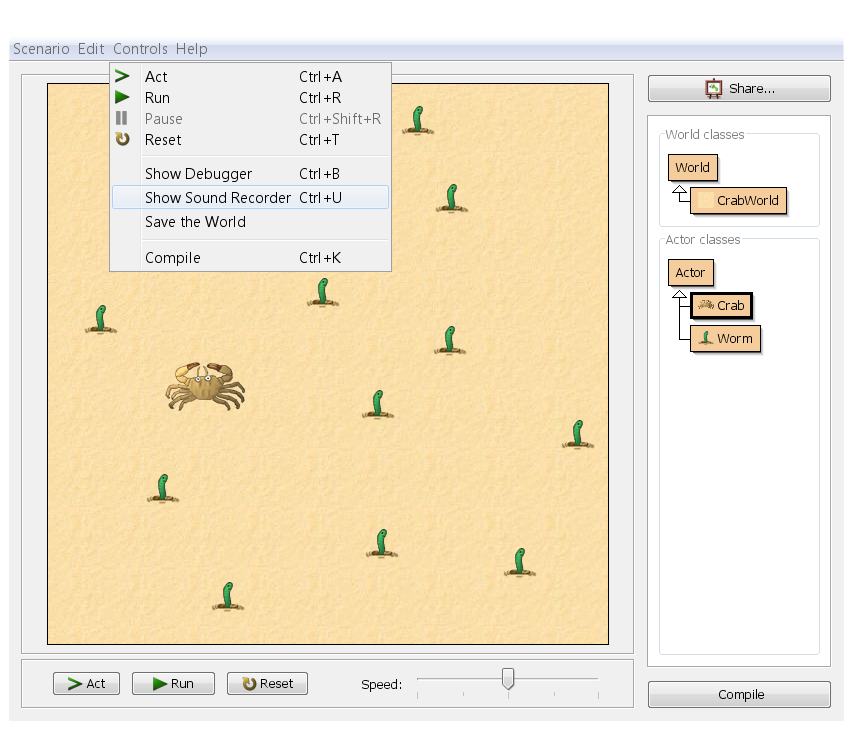 Scenario Edit Controls Help
Act Ctrl+A
Run Ctrl+R
Pause Ctrl+Shift+R
Reset Ctrl+T
Show Debugger Ctrl+B
Show Sound Recorder Ctrl+U
Save the World
Compile Ctrl+K
Share...
World classes
World
CrabWorld
Actor classes
Actor
Crab
Worm
Act Run Reset Speed:
Compile